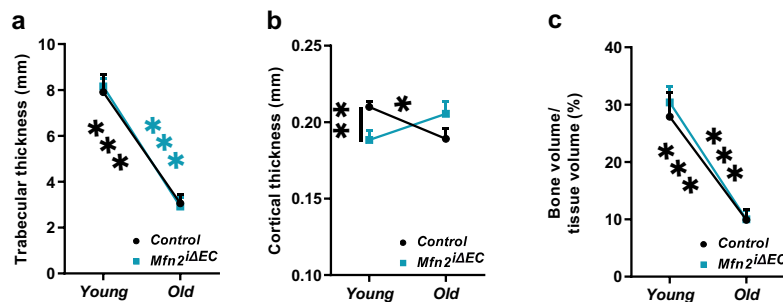 a
Trabecular thickness (mm)
10
8
6
4
2
0
***
***
Control
Mfn2iΔEC
Young
Old
b
Cortical thickness (mm)
0.25
0.20
0.15
0.10
**
*
Control
Mfn2iΔEC
Young
Old
c
Bone volume/
tissue volume (%)
40
30
20
10
0
***
***
Control
Mfn2iΔEC
Young
Old